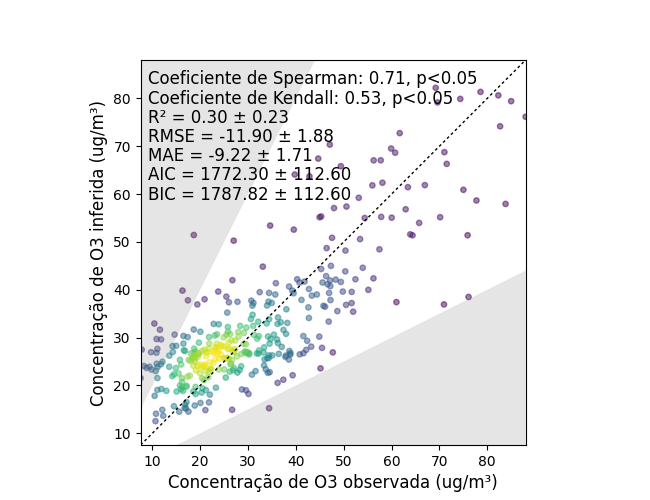 Coeficiente de Spearman: 0.71, p<0.05
Coeficiente de Kendall: 0.53, p<0.05
R² = 0.30 ± 0.23
RMSE = -11.90 ± 1.88
MAE = -9.22 ± 1.71
AIC = 1772.30 ± 112.60
BIC = 1787.82 ± 112.60
Concentração de O3 inferida (ug/m³)
80
70
60
50
40
30
20
10
10 20 30 40 50 60 70 80
Concentração de O3 observada (ug/m³)